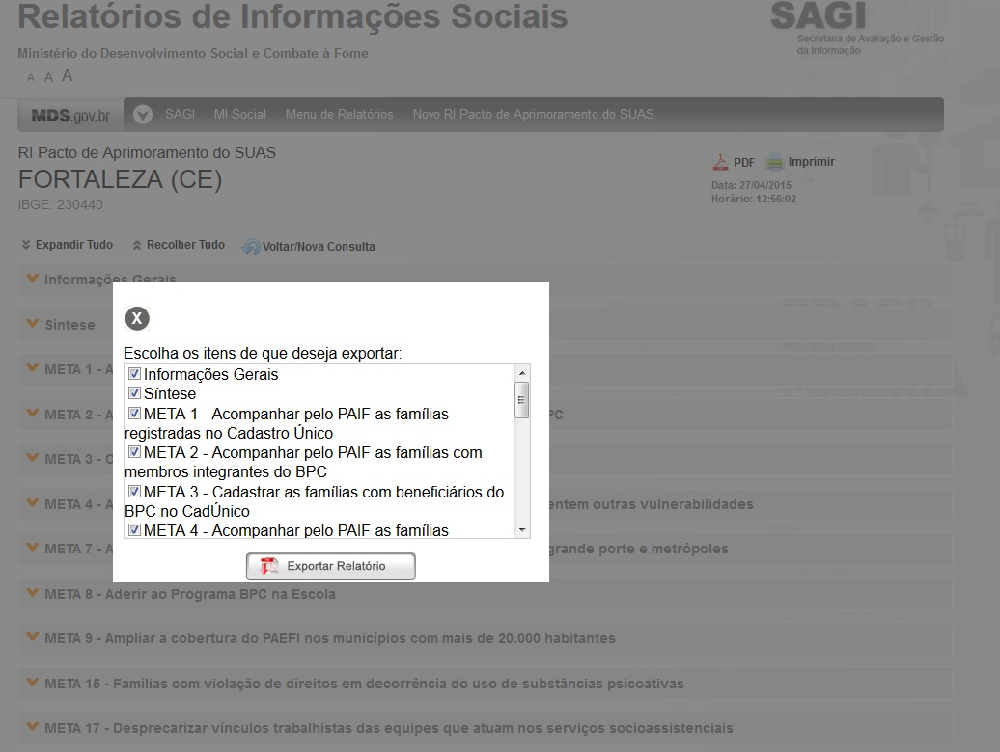 Relatórios de Informações Sociais
Ministério do Desenvolvimento Social e Combate à Fome
A A A
SAGI
Secretaria de Avaliação e Gestão
da Informação
MDS.gov.br SAGI MI Social Menu de Relatórios Novo RI Pacto de Aprimoramento do SUAS
RI Pacto de Aprimoramento do SUAS
FORTALEZA (CE)
IBGE: 230440
PDF Imprimir
Data: 27/04/2015
Horário: 12:56:02
Expandir Tudo Recolher Tudo Voltar/Nova Consulta
Informações Gerais
Síntese
META 1 - A
META 2 - A
META 3 - C
META 4 - A entem outras vulnerabilidades
META 7 - A grande porte e metrópoles
META 8 - Aderir ao Programa BPC na Escola
META 9 - Ampliar a cobertura do PAEFI nos municípios com mais de 20.000 habitantes
META 15 - Famílias com violação de direitos em decorrência do uso de substâncias psicoativas
META 17 - Desprecarizar vínculos trabalhistas das equipes que atuam nos serviços socioassistenciais
X
Escolha os itens de que deseja exportar:
Informações Gerais
Síntese
META 1 - Acompanhar pelo PAIF as famílias
registradas no Cadastro Único
META 2 - Acompanhar pelo PAIF as famílias com
membros integrantes do BPC
META 3 - Cadastrar as famílias com beneficiários do
BPC no CadÚnico
META 4 - Acompanhar pelo PAIF as famílias
Exportar Relatório